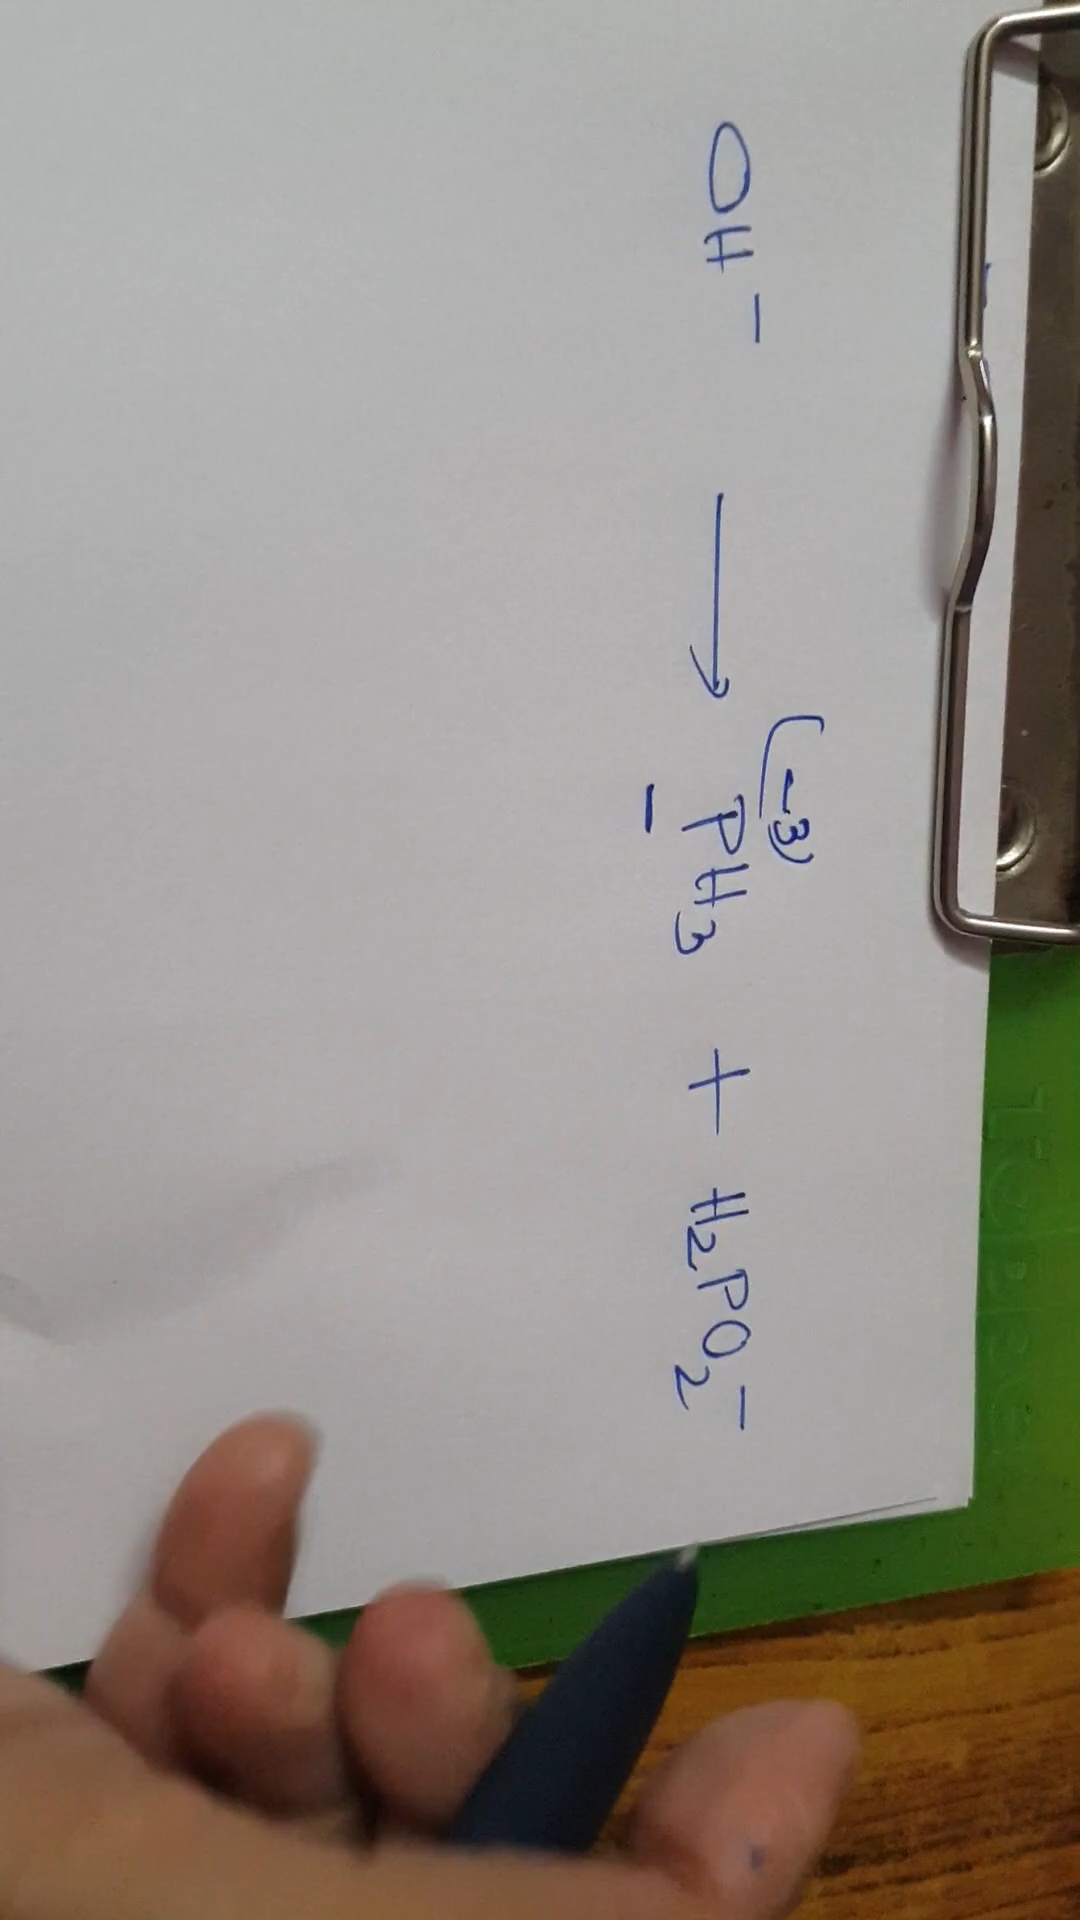 (-3)
OH⁻ → PH₃ + H₂PO₂⁻